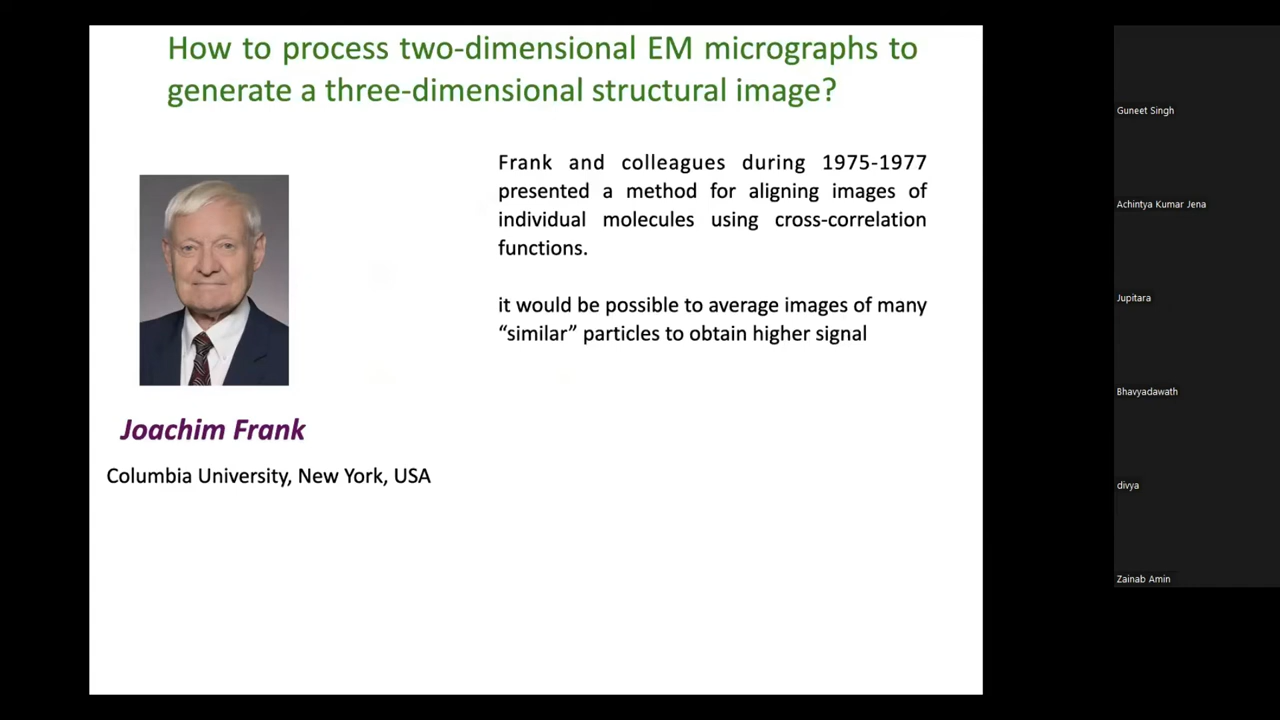 How to process two-dimensional EM micrographs to
generate a three-dimensional structural image?
Frank and colleagues during 1975-1977
presented a method for aligning images of
individual molecules using cross-correlation
functions.
it would be possible to average images of many
“similar” particles to obtain higher signal
Joachim Frank
Columbia University, New York, USA
Guneet Singh
Achintya Kumar Jena
Jupitara
Bhavyadawath
divya
Zainab Amin